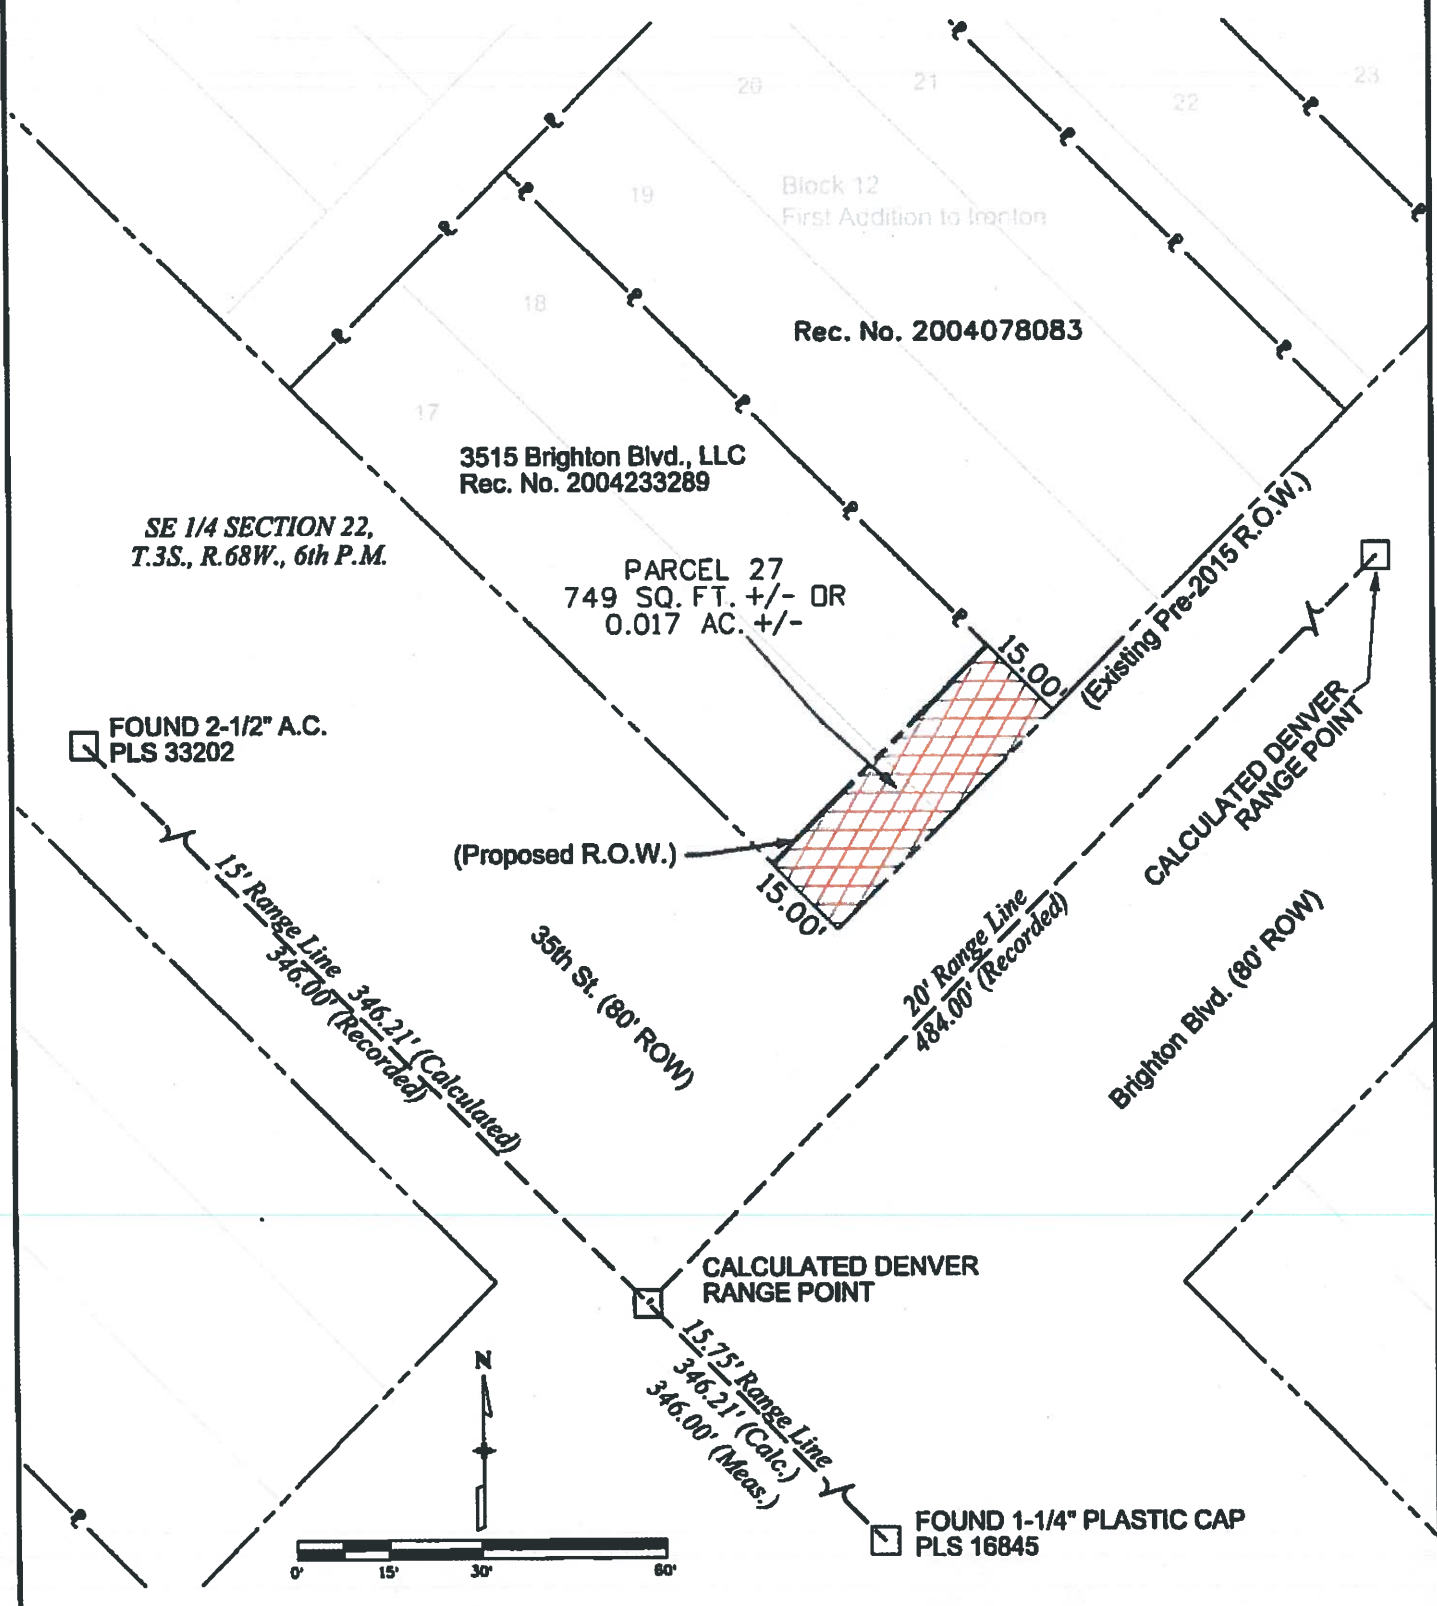 20
21
22
23
19
Block 12
First Addition to Ironton
18
Rec. No. 2004078083
17
3515 Brighton Blvd., LLC
Rec. No. 2004233289
SE 1/4 SECTION 22,
T.3S., R.68W., 6th P.M.
PARCEL 27
749 SQ. FT. +/- OR
0.017 AC. +/-
(Existing Pre-2015 R.O.W.)
15.00'
CALCULATED DENVER
RANGE POINT
FOUND 2-1/2" A.C.
PLS 33202
(Proposed R.O.W.)
15.00'
15' Range Line
346.21' (Calculated)
346.00' (Recorded)
35th St. (80' ROW)
20' Range Line
484.00' (Recorded)
Brighton Blvd. (80' ROW)
CALCULATED DENVER
RANGE POINT
15.75' Range Line
346.21' (Calc.)
346.00' (Meas.)
N
0'
15'
30'
60'
FOUND 1-1/4" PLASTIC CAP
PLS 16845